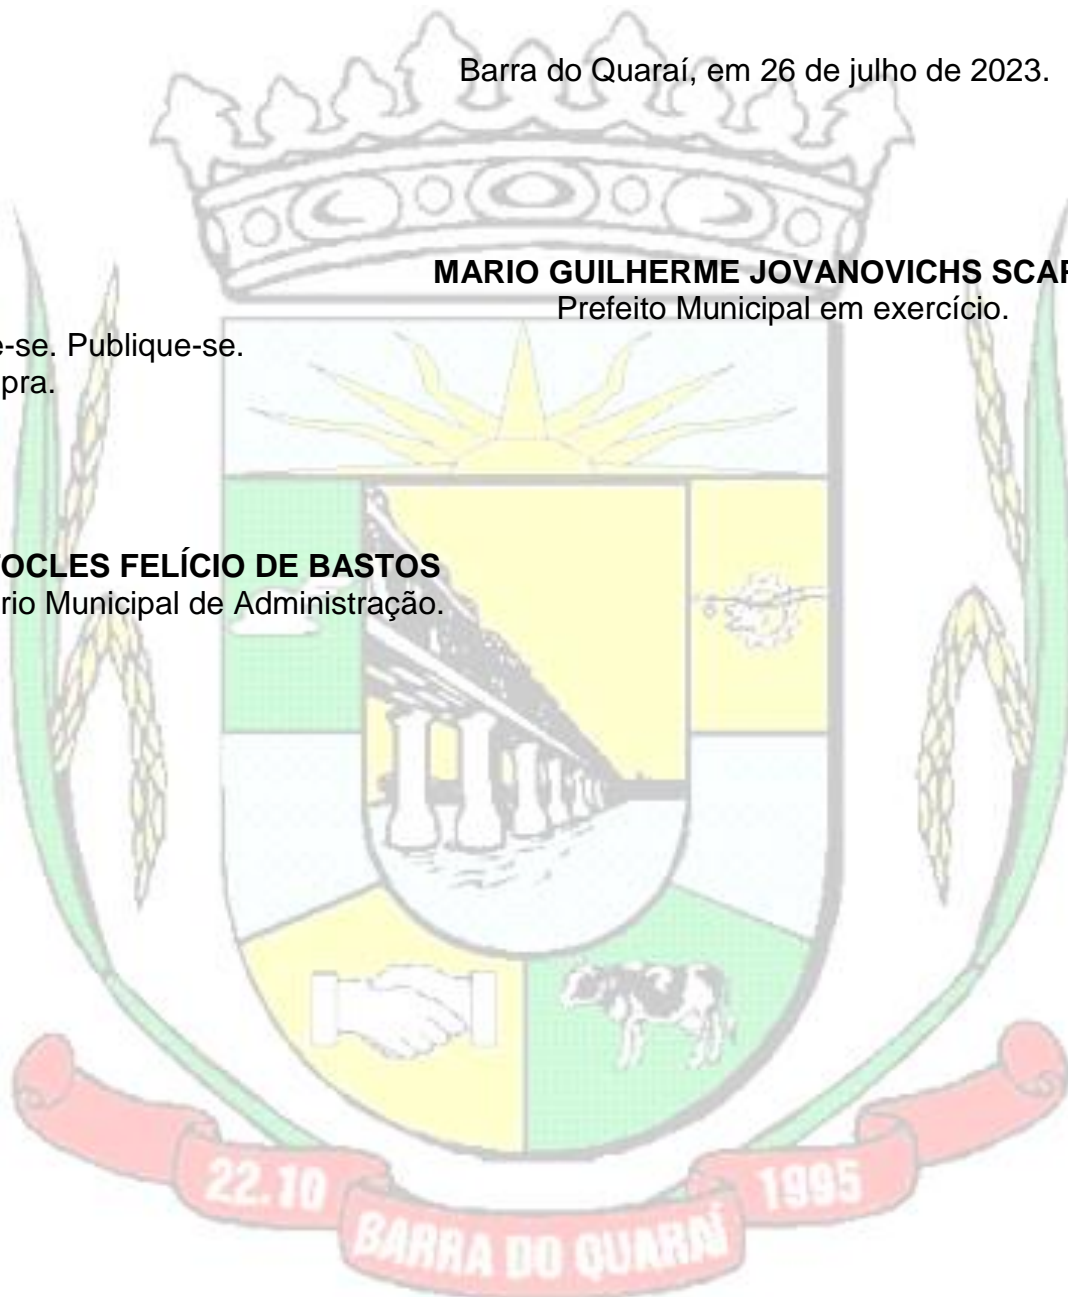 Barra do Quaraí, em 26 de julho de 2023.
MARIO GUILHERME JOVANOVICHS SCAR
Prefeito Municipal em exercício.
e-se. Publique-se.
pra.
OCLES FELÍCIO DE BASTOS
rio Municipal de Administração.
22.10
1995
BARRA DO QUARAÍ